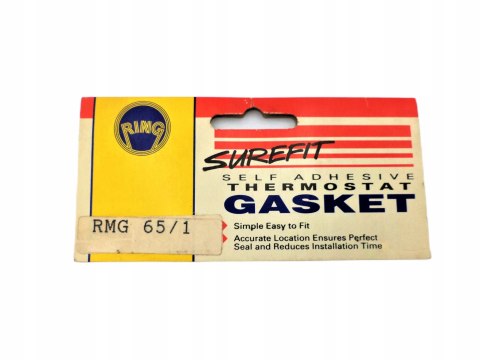 RING
SUREFIT
SELF ADHESIVE
THERMOSTAT
GASKET
RMG 65/1
Simple Easy to Fit
Accurate Location Ensures Perfect
Seal and Reduces Installation Time